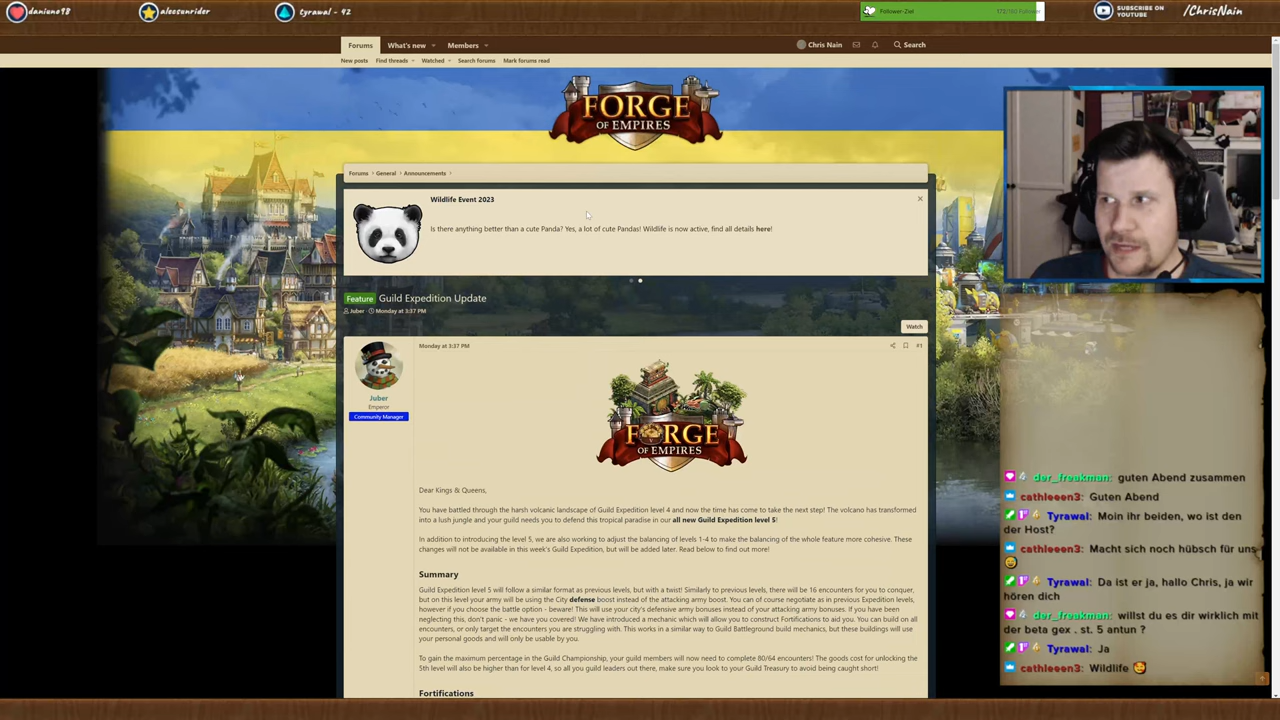 daniuno98
aleesunrider
tyrawal - 42
Follower-Ziel
SUBSCRIBE ON
YOUTUBE
/ChrisNain
Forums
What's new
Members
Chris Nain
Search
New posts
Find threads
Watched
Search forums
Mark forums read
FORGE
OF EMPIRES
Forums
General
Announcements
Wildlife Event 2023
Is there anything better than a cute Panda? Yes, a lot of cute Pandas! Wildlife is now active, find all details here!
Feature Guild Expedition Update
Juber · Monday at 3:37 PM
Watch
Monday at 3:37 PM
#1
Juber
Emperor
Community Manager
FORGE
OF EMPIRES
Dear Kings & Queens,
You have battled through the harsh volcanic landscape of Guild Expedition level 4 and now the time has come to take the next step! The volcano has transformed
into a lush jungle and your guild needs you to defend this tropical paradise in our all new Guild Expedition level 5!
In addition to introducing the level 5, we are also working to adjust the balancing of levels 1-4 to make the balancing of the whole feature more cohesive. These
changes will not be available in this week's Guild Expedition, but will be added later. Read below to find out more!
Summary
Guild Expedition level 5 will follow a similar format as previous levels, but with a twist! Similarly to previous levels, there will be 16 encounters for you to conquer,
but on this level your army will be using the City defense boost instead of the attacking army boost. You can of course negotiate as in previous Expedition levels,
however if you choose the battle option - beware! This will use your city's defensive army bonuses instead of your attacking army bonuses. If you have been
neglecting this, don't panic - we have you covered! We have introduced a mechanic which will allow you to construct Fortifications to aid you. You can build on all
encounters, or only target the encounters you are struggling with. This works in a similar way to Guild Battleground build mechanics, but these buildings will use
your personal goods and will only be usable by you.
To gain the maximum percentage in the Guild Championship, your guild members will now need to complete 80/64 encounters! The goods cost for unlocking the
5th level will also be higher than for level 4, so all you guild leaders out there, make sure you look to your Guild Treasury to avoid being caught short!
Fortifications
der_freakman: guten Abend zusammen
cathleeen3: Guten Abend
Tyrawal: Moin ihr beiden, wo ist den
der Host?
cathleeen3: Macht sich noch hübsch für uns
Tyrawal: Da ist er ja, hallo Chris, ja wir
hören dich
der_freakman: willst du es dir wirklich mit
der beta gex . st. 5 antun ?
Tyrawal: Ja
cathleeen3: Wildlife